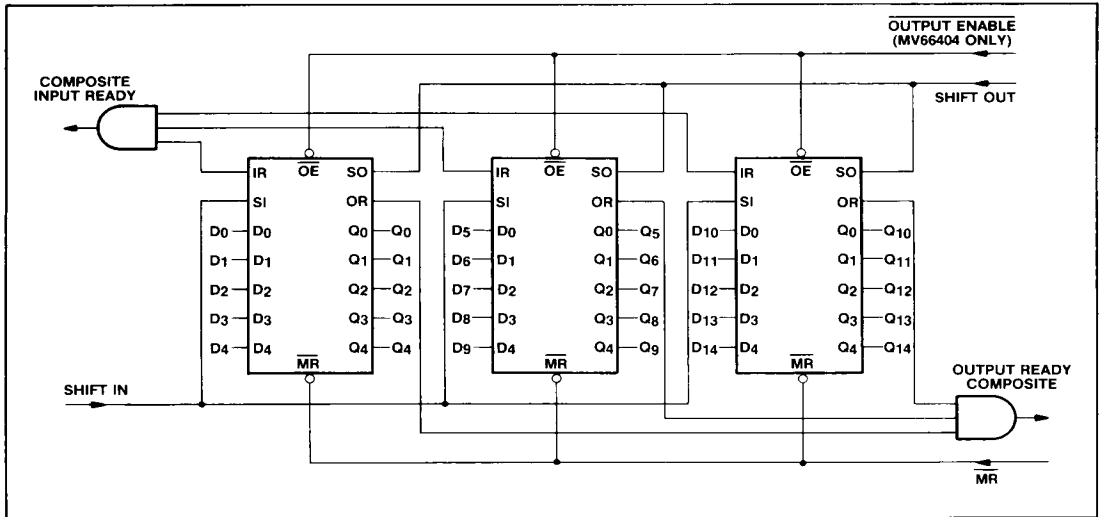 OUTPUT ENABLE
(MV66404 ONLY)
COMPOSITE
INPUT READY
SHIFT OUT
IR OE SO
SI OR
D0 D0 Q0 Q0
D1 D1 Q1 Q1
D2 D2 Q2 Q2
D3 D3 Q3 Q3
D4 D4 Q4 Q4
MR
IR OE SO
SI OR
D5 D0 Q0 Q5
D6 D1 Q1 Q6
D7 D2 Q2 Q7
D8 D3 Q3 Q8
D9 D4 Q4 Q9
MR
IR OE SO
SI OR
D10 D0 Q0 Q10
D11 D1 Q1 Q11
D12 D2 Q2 Q12
D13 D3 Q3 Q13
D14 D4 Q4 Q14
MR
SHIFT IN
OUTPUT READY
COMPOSITE
MR